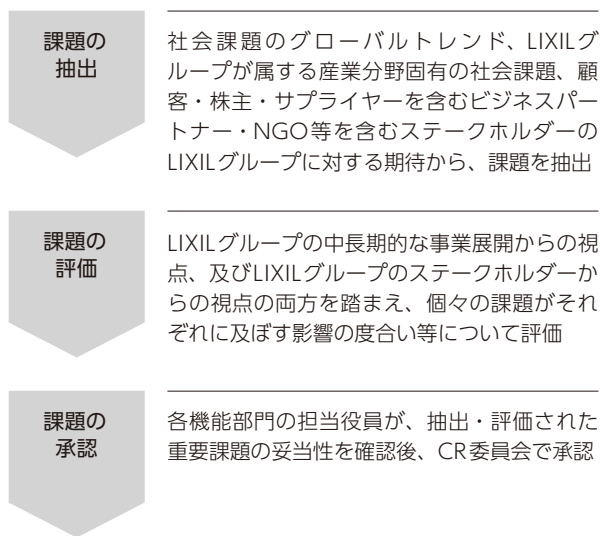 課題の
抽出
社会課題のグローバルトレンド、LIXILグ
ループが属する産業分野固有の社会課題、顧
客・株主・サプライヤーを含むビジネスパー
トナー・NGO等を含むステークホルダーの
LIXILグループに対する期待から、課題を抽出
課題の
評価
LIXILグループの中長期的な事業展開からの視
点、及びLIXILグループのステークホルダーか
らの視点の両方を踏まえ、個々の課題がそれ
ぞれに及ぼす影響の度合い等について評価
課題の
承認
各機能部門の担当役員が、抽出・評価された
重要課題の妥当性を確認後、CR委員会で承認